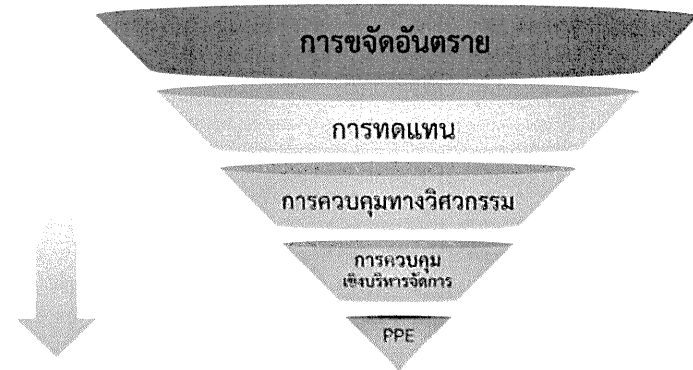 การขจัดอันตราย
การทดแทน
การควบคุมทางวิศวกรรม
การควบคุม
เชิงบริหารจัดการ
PPE